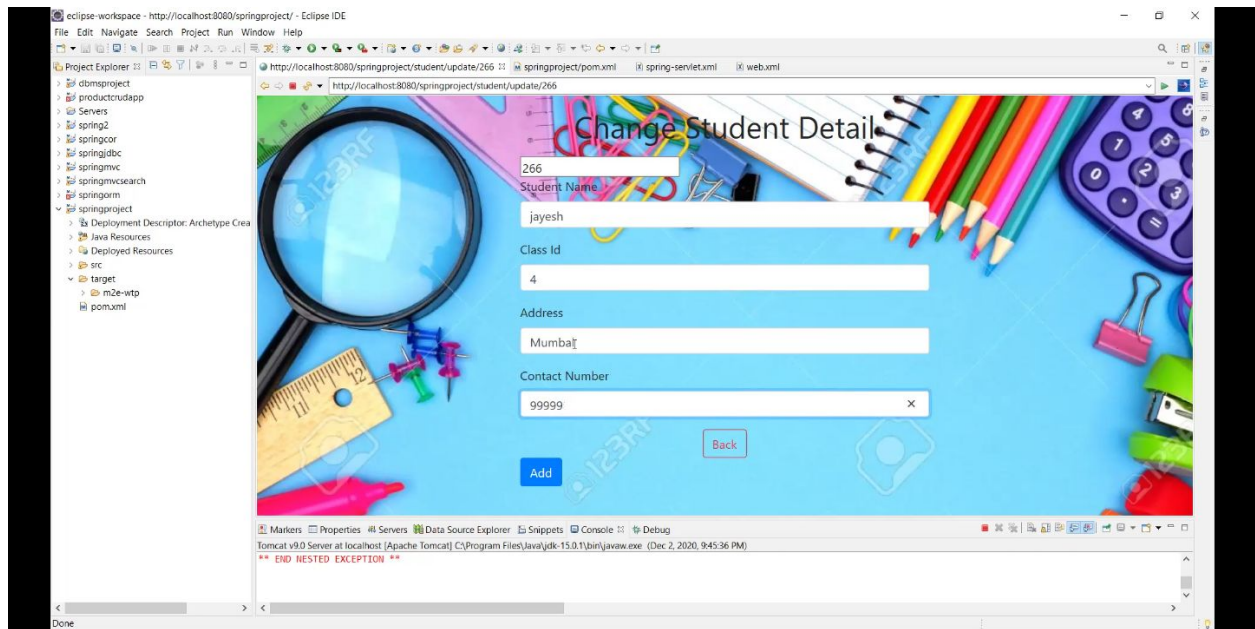 eclipse-workspace - http://localhost:8080/springproject/ - Eclipse IDE
File Edit Navigate Search Project Run Window Help
Project Explorer
http://localhost:8080/springproject/student/update/266 springproject/pom.xml spring-servlet.xml web.xml
http://localhost:8080/springproject/student/update/266
dbmsproject
productcrudapp
Servers
spring2
springcor
springjdbc
springmvc
springmvcsearch
springorm
springproject
Deployment Descriptor: Archetype Crea
Java Resources
Deployed Resources
src
target
m2e-wtp
pom.xml
Change Student Detail
266
Student Name
jayesh
Class Id
4
Address
Mumbai
Contact Number
99999
Back
Add
123RF
123RF
123RF
Markers Properties Servers Data Source Explorer Snippets Console Debug
Tomcat v9.0 Server at localhost [Apache Tomcat] C:\Program Files\Java\jdk-15.0.1\bin\javaw.exe (Dec 2, 2020, 9:45:36 PM)
** END NESTED EXCEPTION **
Done